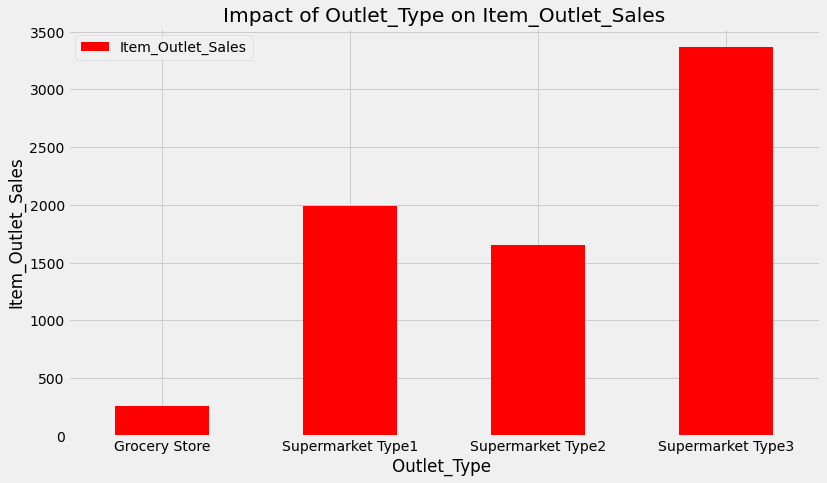 Impact of Outlet_Type on Item_Outlet_Sales
Item_Outlet_Sales
3500
3000
2500
2000
1500
1000
500
0
Item_Outlet_Sales
Grocery Store
Supermarket Type1
Supermarket Type2
Supermarket Type3
Outlet_Type